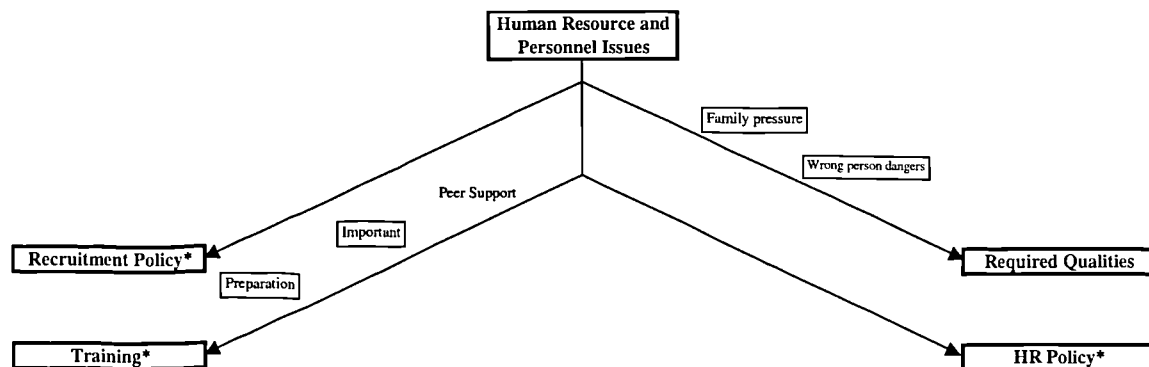 Human Resource and
Personnel Issues
Family pressure
Wrong person dangers
Peer Support
Important
Recruitment Policy*
Required Qualities
Preparation
Training*
HR Policy*